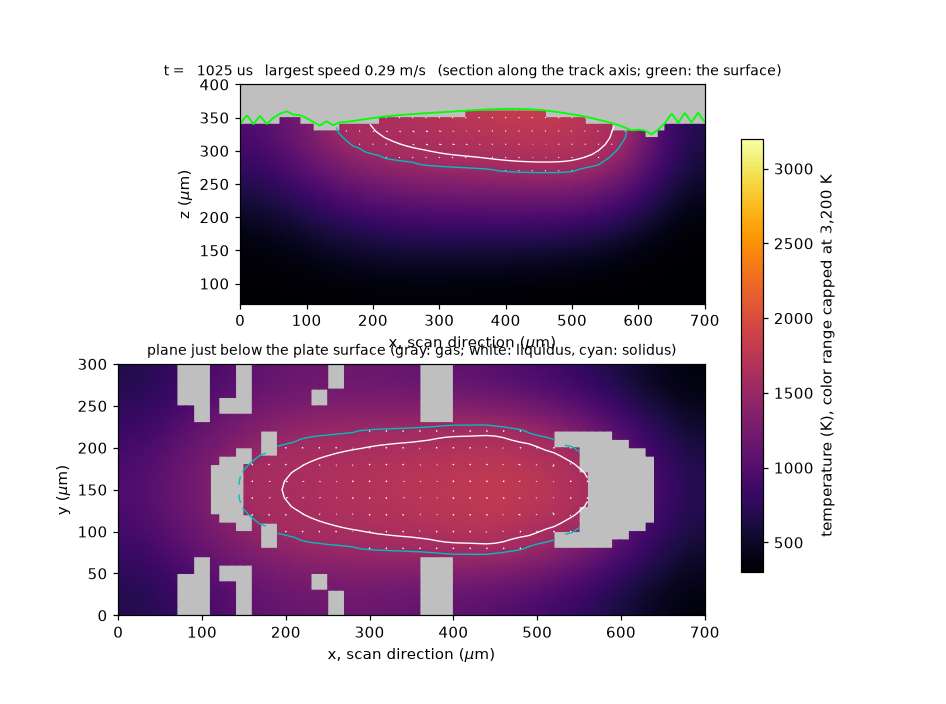 t =   1025 us   largest speed 0.29 m/s   (section along the track axis; green: the surface)
400
350
300
250
200
150
100
z (μm)
0 100 200 300 400 500 600 700
x, scan direction (μm)
plane just below the plate surface (gray: gas; white: liquidus, cyan: solidus)
300
250
200
150
100
50
0
y (μm)
0 100 200 300 400 500 600 700
x, scan direction (μm)
3000
2500
2000
1500
1000
500
temperature (K), color range capped at 3,200 K